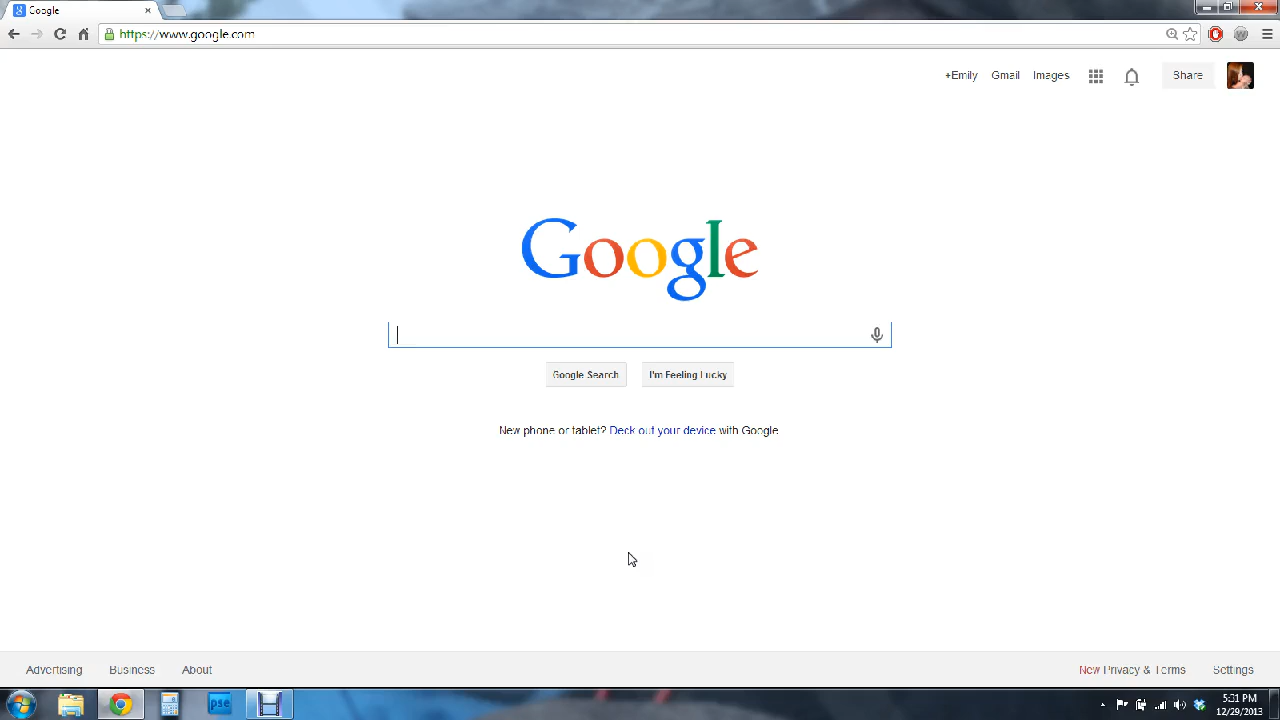 Google
https://www.google.com
+Emily Gmail Images Share
Google
Google Search I'm Feeling Lucky
New phone or tablet? Deck out your device with Google
Advertising Business About New Privacy & Terms Settings
pse
5:31 PM
12/29/2013